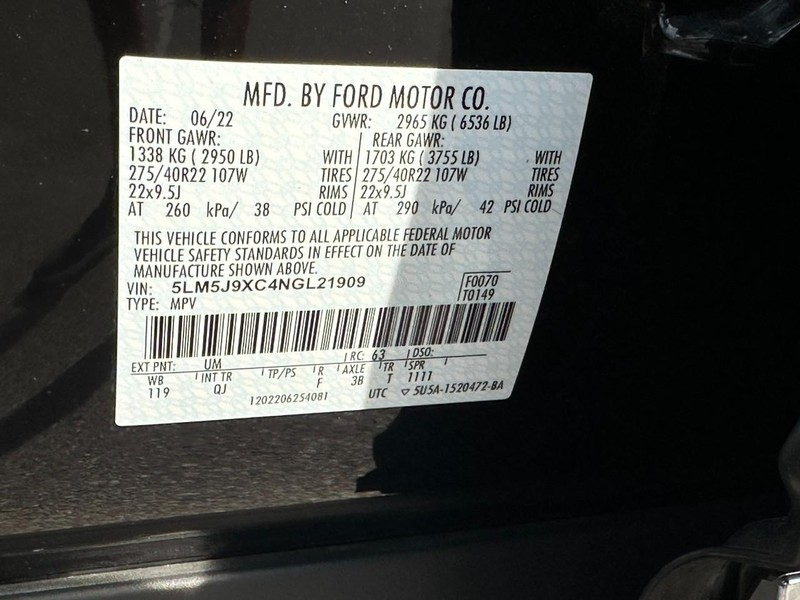 MFD. BY FORD MOTOR CO.
DATE: 06/22 GVWR: 2965 KG ( 6536 LB)
FRONT GAWR: REAR GAWR:
1338 KG ( 2950 LB) WITH 1703 KG ( 3755 LB) WITH
275/40R22 107W TIRES 275/40R22 107W TIRES
22x9.5J RIMS 22x9.5J RIMS
AT 260 kPa/ 38 PSI COLD AT 290 kPa/ 42 PSI COLD
THIS VEHICLE CONFORMS TO ALL APPLICABLE FEDERAL MOTOR
VEHICLE SAFETY STANDARDS IN EFFECT ON THE DATE OF
MANUFACTURE SHOWN ABOVE.
VIN: 5LM5J9XC4NGL21909 F0070
TYPE: MPV T0149
EXT PNT: UM RC: 63 DSO:
WB INT TR TP/PS R AXLE TR SPR
119 QJ F 3B T 1111
1202206254081 UTC ▽ 5U5A-1520472-BA